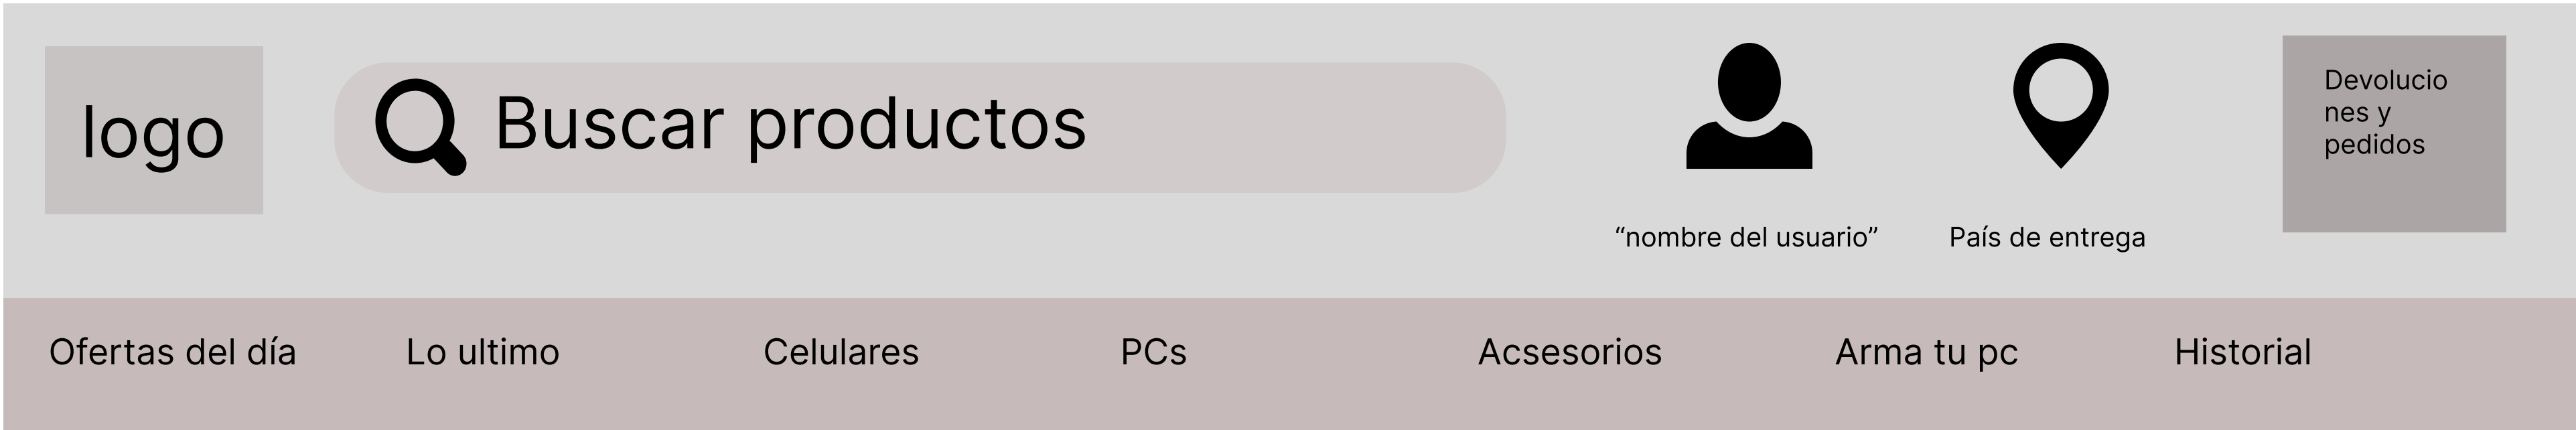 logo
Buscar productos
“nombre del usuario”
País de entrega
Devolucio
nes y
pedidos
Ofertas del día
Lo ultimo
Celulares
PCs
Acsesorios
Arma tu pc
Historial